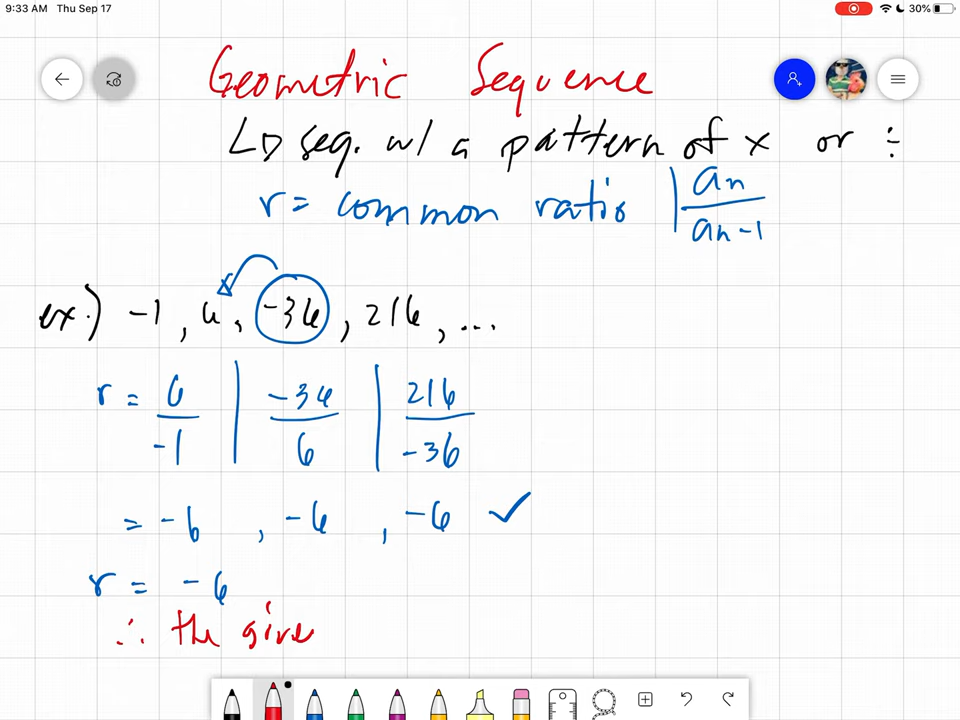 9:33 AM Thu Sep 17 30%
Geometric Sequence
↳ seq. w/ a pattern of x or ÷
r = common ratio | an / an-1
ex.) -1, 6, -36, 216, ...
r = 6/-1 | -36/6 | 216/-36
= -6, -6, -6 ✓
r = -6
∴ the give